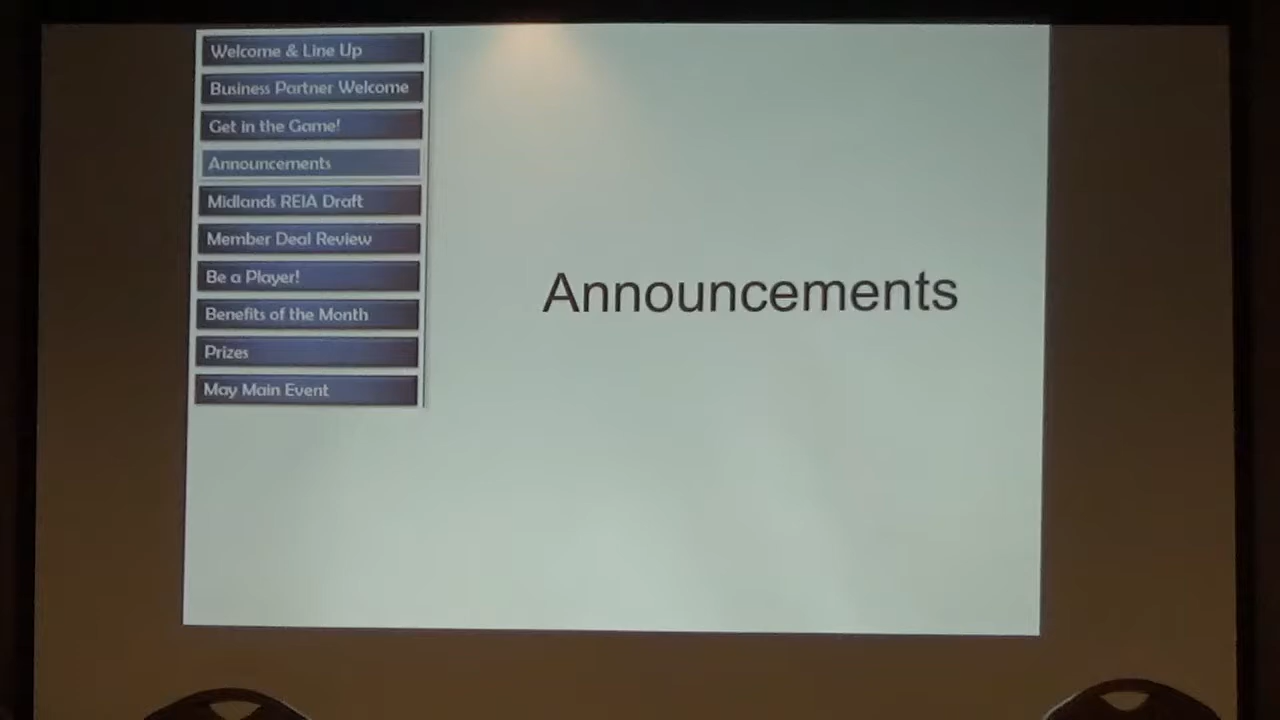 Welcome & Line Up
Business Partner Welcome
Get in the Game!
Announcements
Midlands REIA Draft
Member Deal Review
Be a Player!
Benefits of the Month
Prizes
May Main Event
Announcements